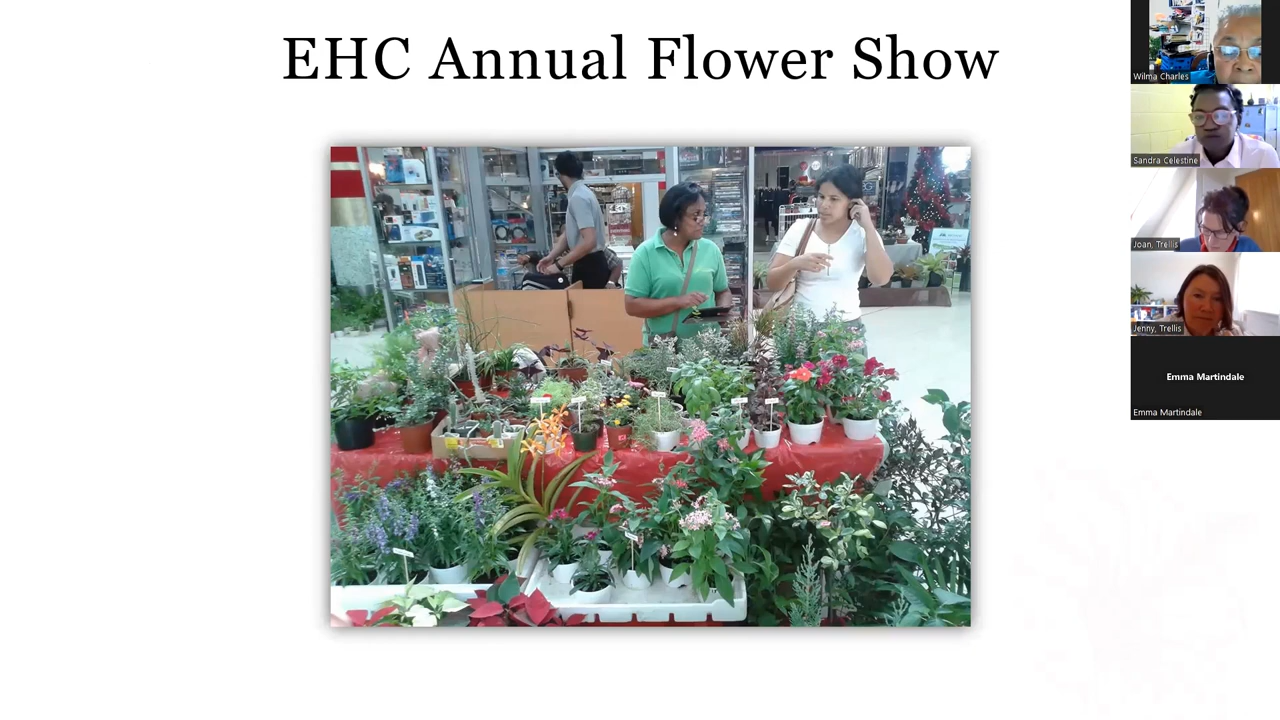 EHC Annual Flower Show
Wilma Charles
Sandra Celestine
Joan, Trellis
Jenny, Trellis
Emma Martindale
Emma Martindale